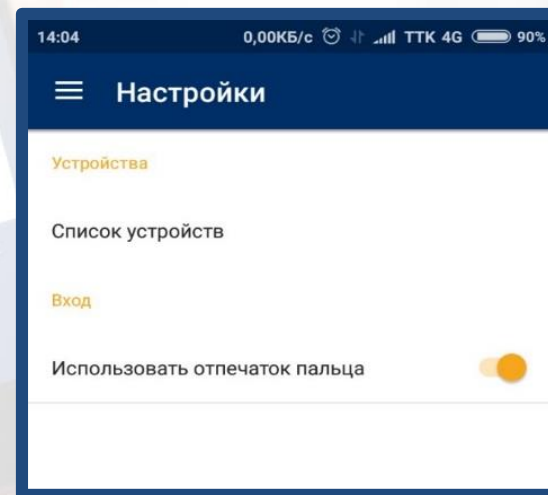 14:04 0,00КБ/с ТТК 4G 90%
Настройки
Устройства
Список устройств
Вход
Использовать отпечаток пальца